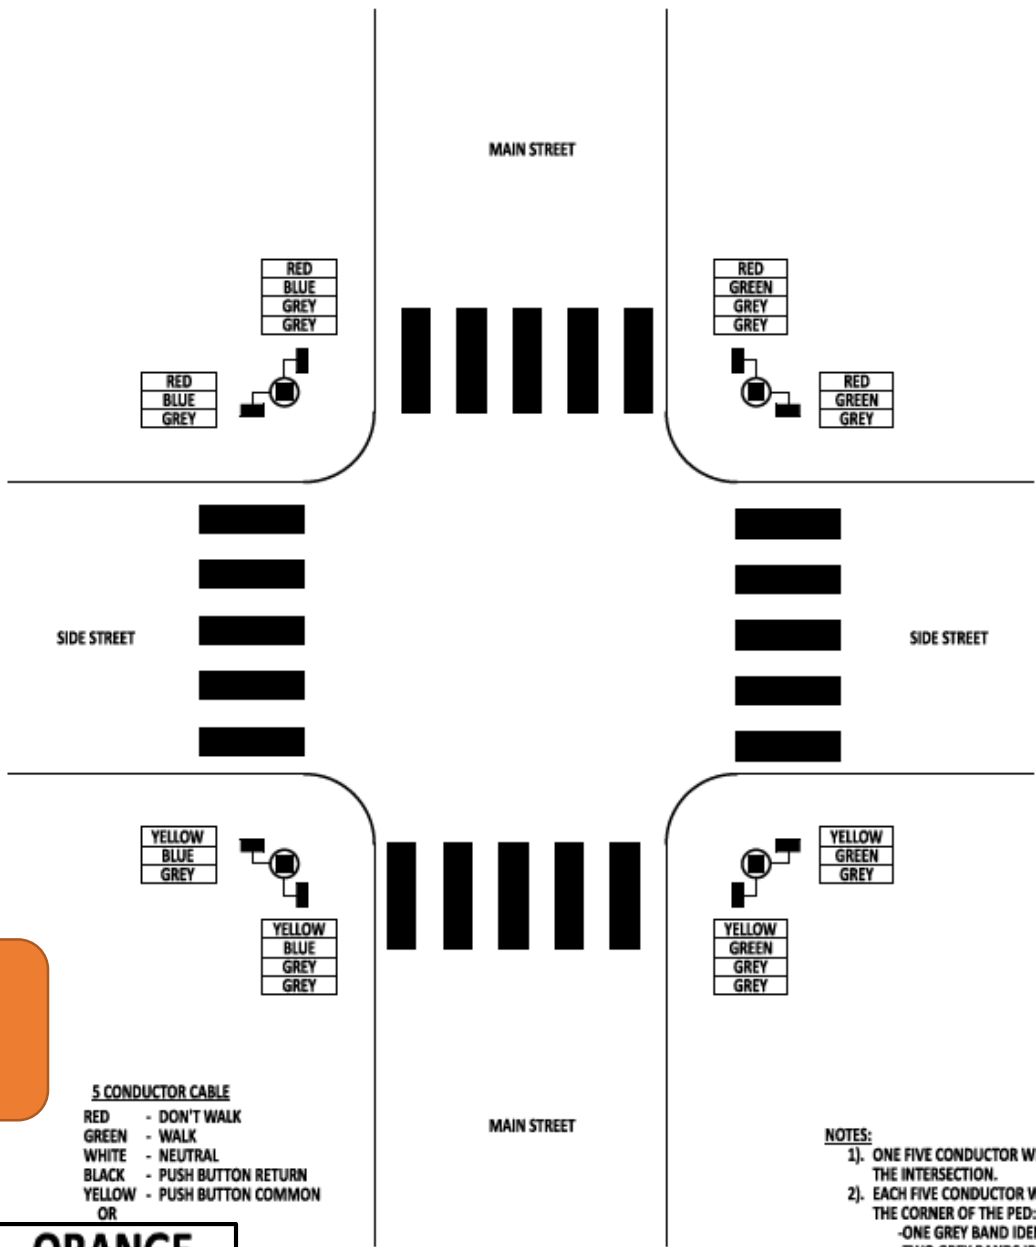 MAIN STREET
RED
BLUE
GREY
GREY
RED
GREEN
GREY
GREY
RED
BLUE
GREY
RED
GREEN
GREY
SIDE STREET
SIDE STREET
YELLOW
BLUE
GREY
YELLOW
GREEN
GREY
YELLOW
BLUE
GREY
GREY
YELLOW
GREEN
GREY
GREY
MAIN STREET
5 CONDUCTOR CABLE
RED - DON'T WALK
GREEN - WALK
WHITE - NEUTRAL
BLACK - PUSH BUTTON RETURN
YELLOW - PUSH BUTTON COMMON
OR
ORANGE
NOTES:
1). ONE FIVE CONDUCTOR
THE INTERSECTION.
2). EACH FIVE CONDUCTOR
THE CORNER OF THE PED:
-ONE GREY BAND